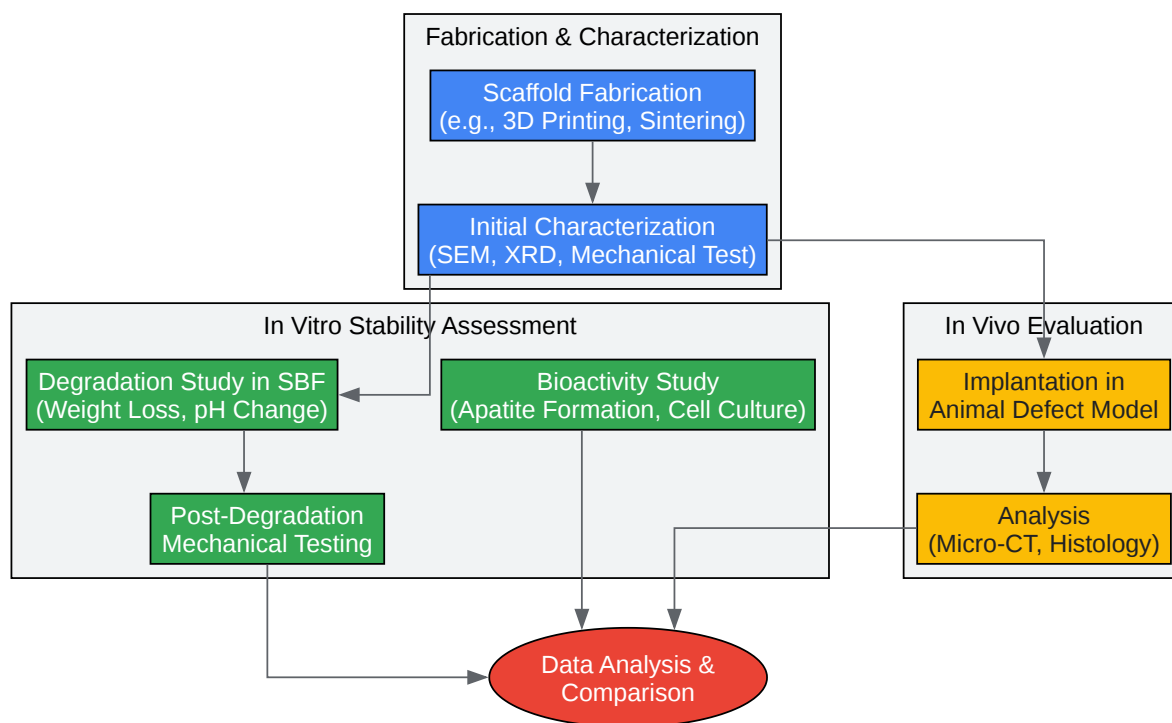 Fabrication & Characterization
Scaffold Fabrication
(e.g., 3D Printing, Sintering)
Initial Characterization
(SEM, XRD, Mechanical Test)
In Vitro Stability Assessment
Degradation Study in SBF
(Weight Loss, pH Change)
Bioactivity Study
(Apatite Formation, Cell Culture)
Post-Degradation
Mechanical Testing
In Vivo Evaluation
Implantation in
Animal Defect Model
Analysis
(Micro-CT, Histology)
Data Analysis &
Comparison